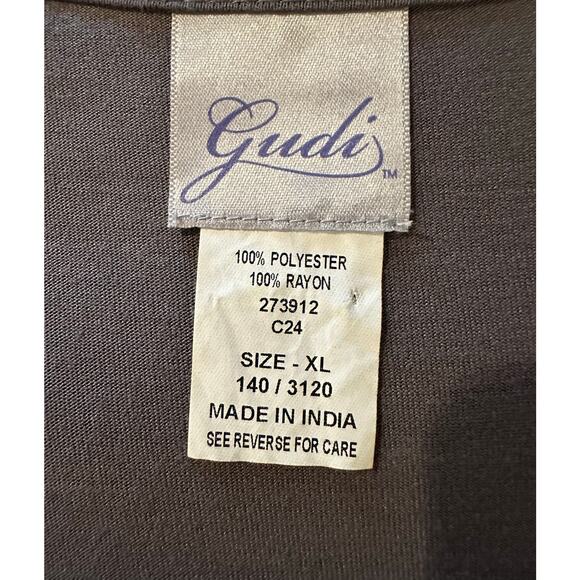 Gudi
TM
100% POLYESTER
100% RAYON
273912
C24
SIZE - XL
140 / 3120
MADE IN INDIA
SEE REVERSE FOR CARE